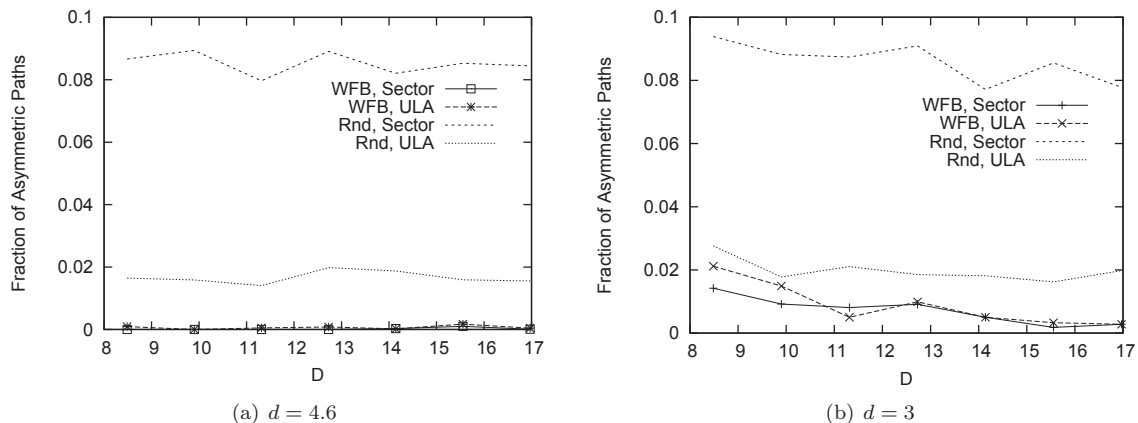 Fraction of Asymmetric Paths
0.1
0.08
0.06
0.04
0.02
0
WFB, Sector
WFB, ULA
Rnd, Sector
Rnd, ULA
8 9 10 11 12 13 14 15 16 17
D
(a) d = 4.6
Fraction of Asymmetric Paths
0.1
0.08
0.06
0.04
0.02
0
WFB, Sector
WFB, ULA
Rnd, Sector
Rnd, ULA
8 9 10 11 12 13 14 15 16 17
D
(b) d = 3